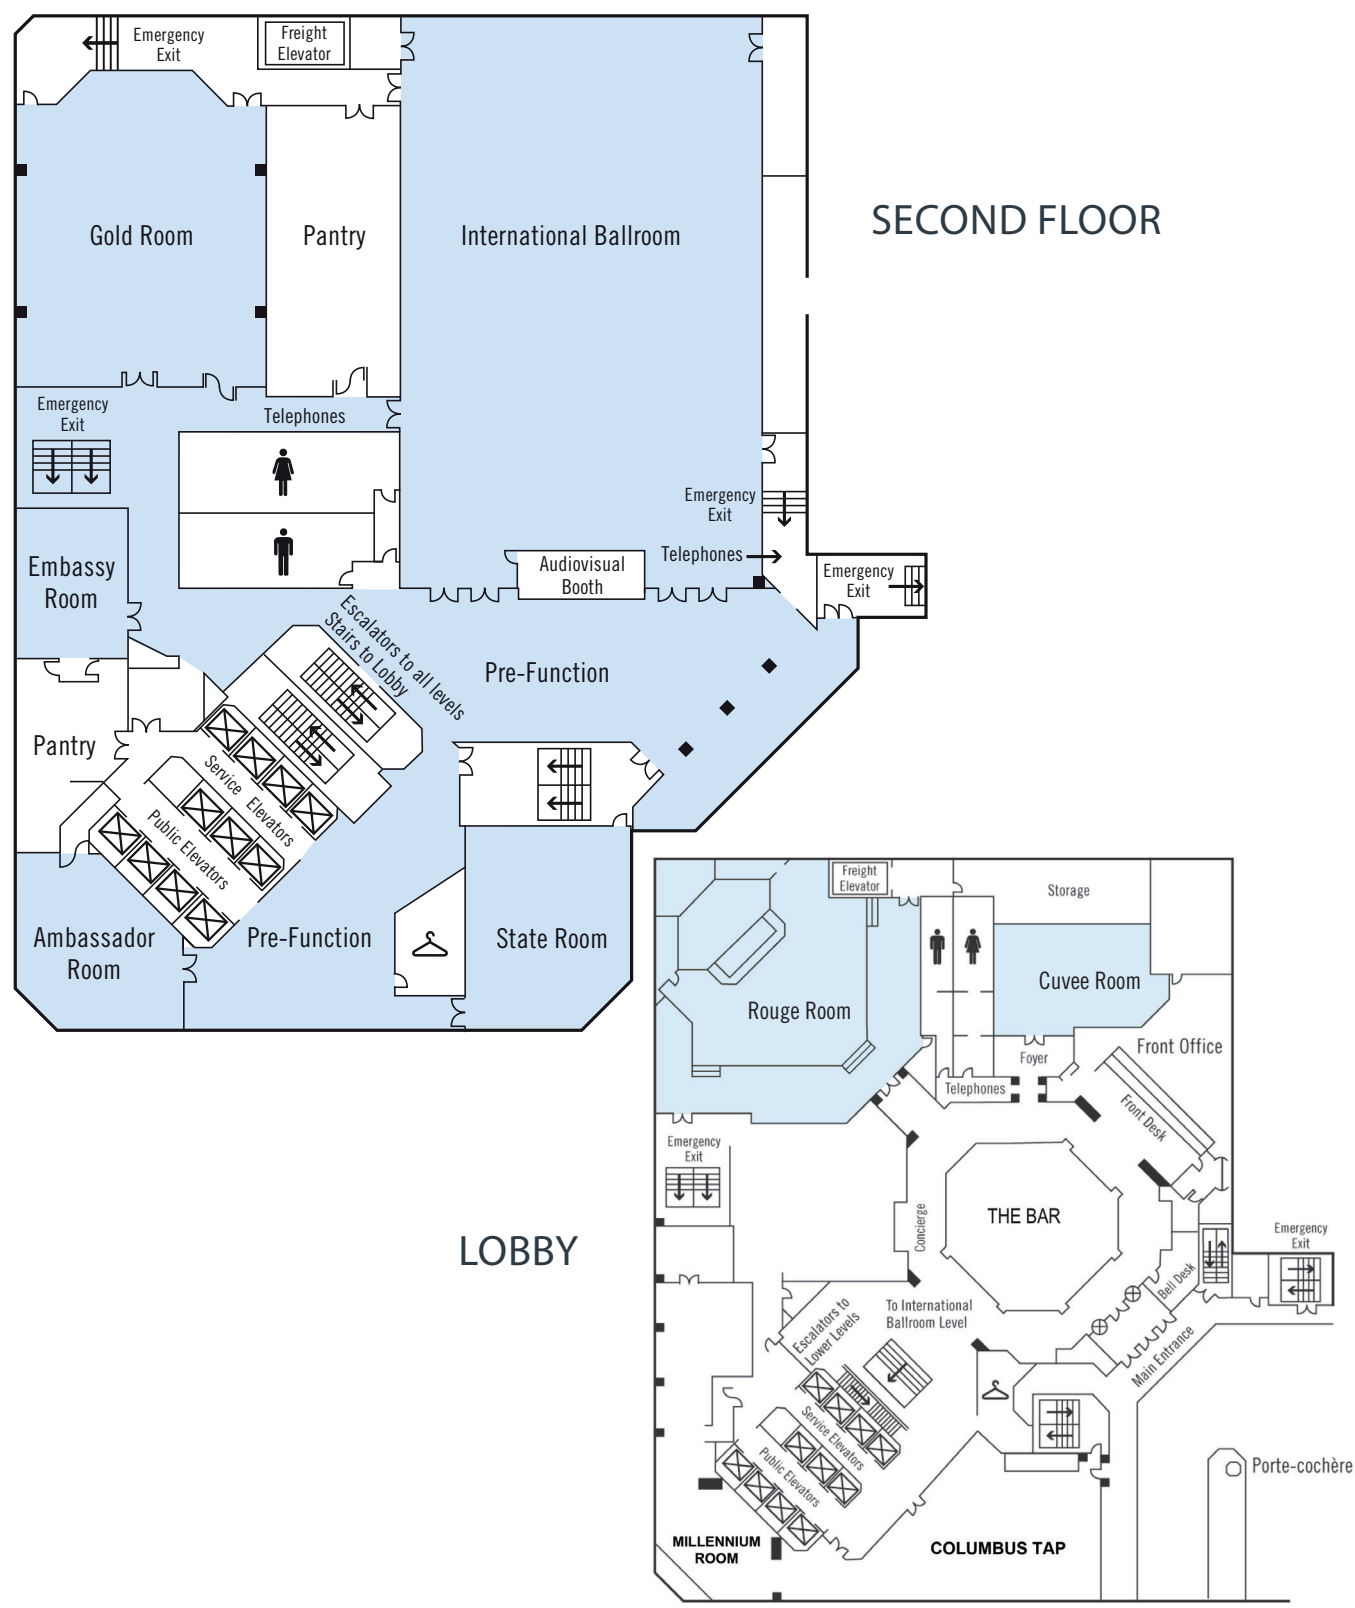 Emergency
Exit
Freight
Elevator
SECOND FLOOR
Gold Room
Pantry
International Ballroom
Emergency
Exit
Telephones
Emergency
Exit
Telephones
Audiovisual
Booth
Emergency
Exit
Embassy
Room
Escalators to all levels
Stairs to Lobby
Pre-Function
Pantry
Service Elevators
Public Elevators
Ambassador
Room
Pre-Function
State Room
LOBBY
Freight
Elevator
Storage
Rouge Room
Cuvee Room
Front Office
Foyer
Telephones
Front Desk
Emergency
Exit
THE BAR
Concierge
Emergency
Exit
Bell Desk
To International
Ballroom Level
Escalators to
Lower Levels
Main Entrance
Service Elevators
Public Elevators
Porte-cochère
MILLENNIUM
ROOM
COLUMBUS TAP